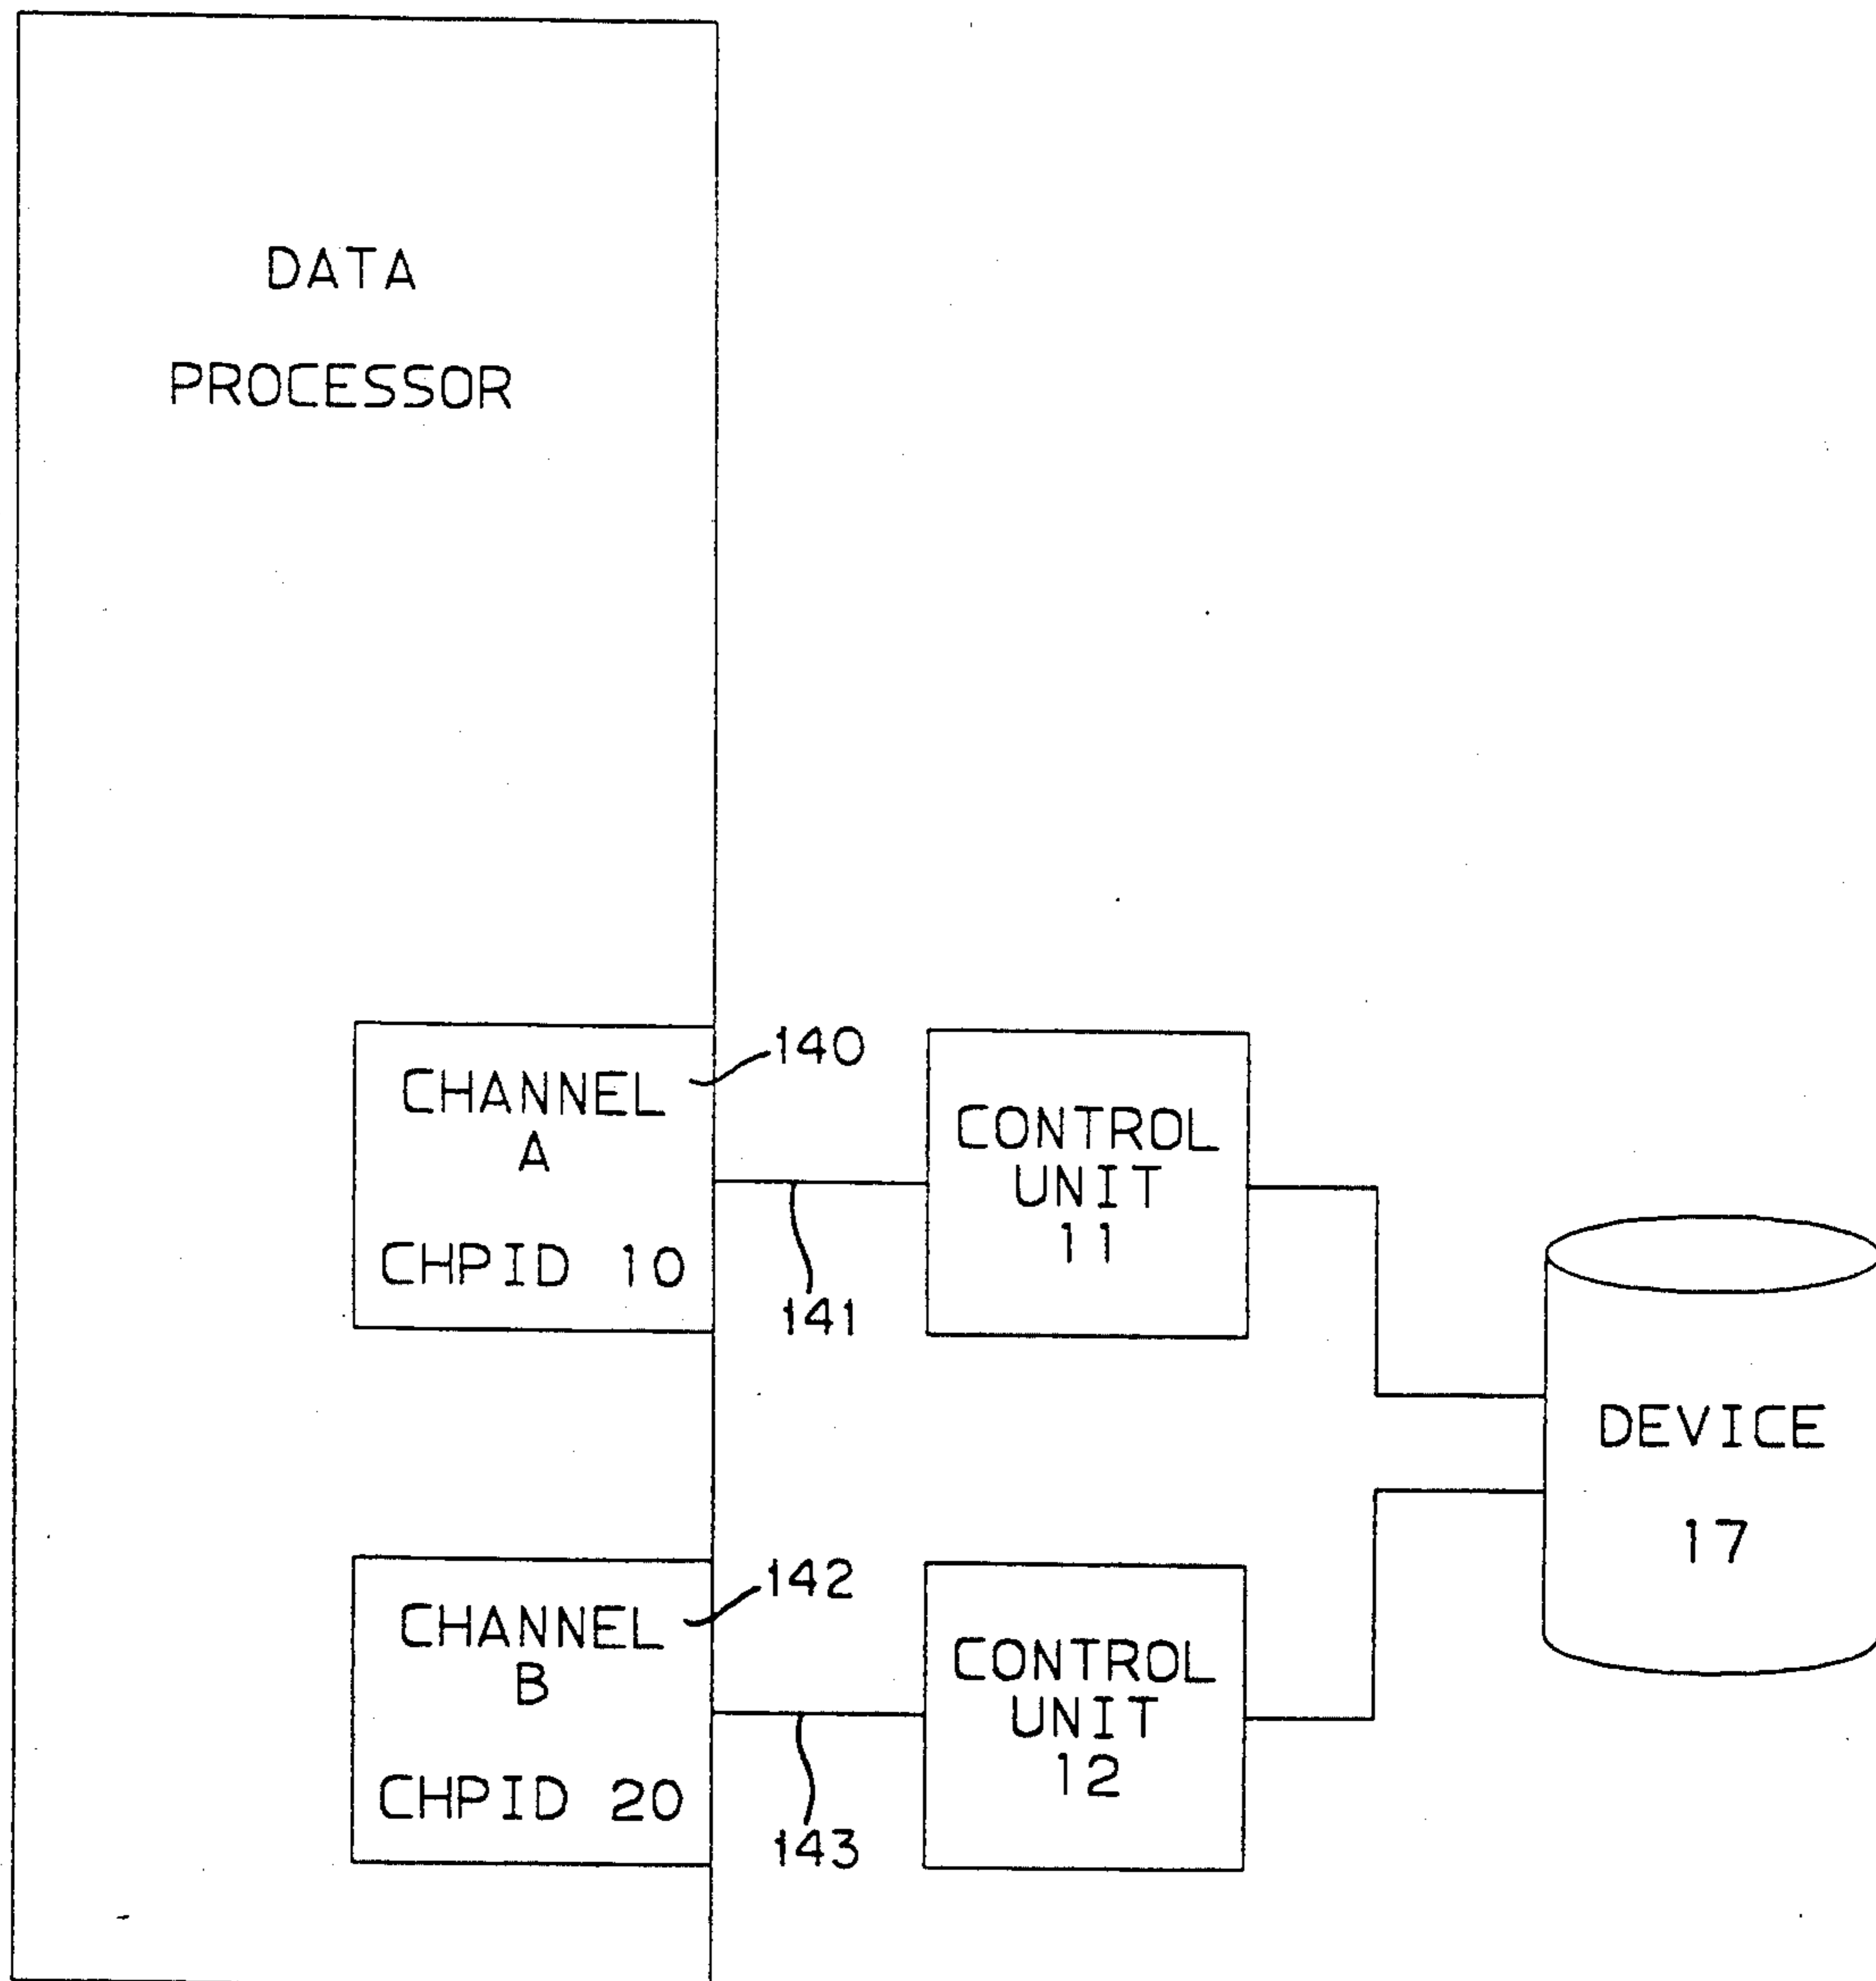 DATA
PROCESSOR
CHANNEL
A
CHPID 10
140
141
CONTROL
UNIT
11
DEVICE
17
CHANNEL
B
CHPID 20
142
143
CONTROL
UNIT
12